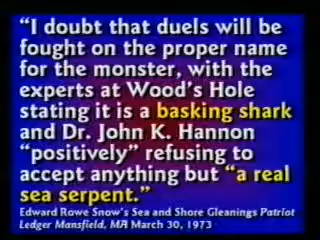 “I doubt that duels will be
fought on the proper name
for the monster, with the
experts at Wood's Hole
stating it is a basking shark
and Dr. John K. Hannon
“positively” refusing to
accept anything but “a real
sea serpent.”
Edward Rowe Snow's Sea and Shore Gleanings Patriot
Ledger Mansfield, MA March 30, 1973